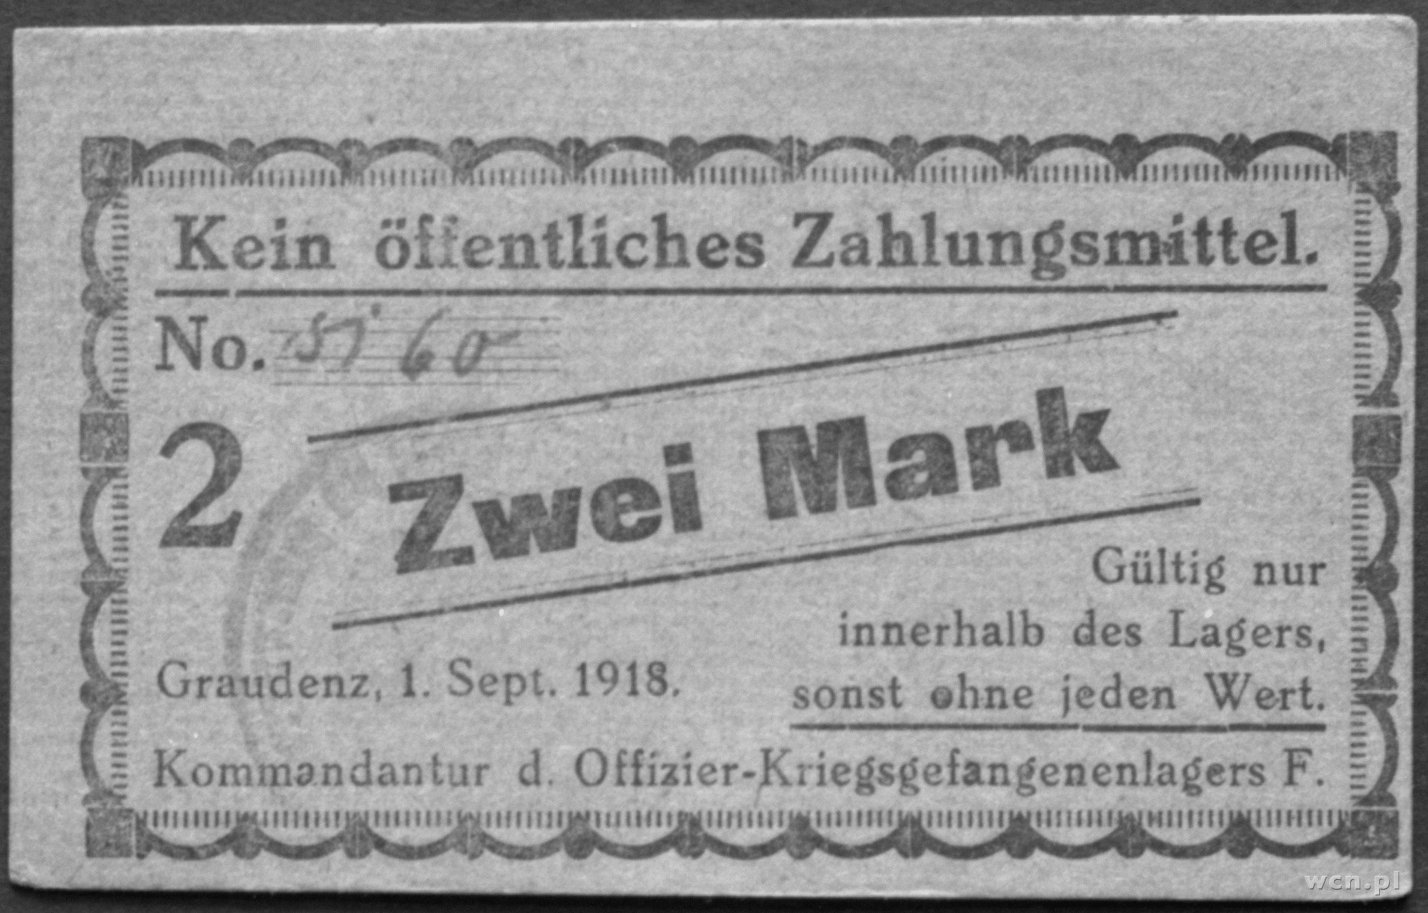 Kein öffentliches Zahlungsmittel.
No. 5160
2
Zwei Mark
Gültig nur
innerhalb des Lagers,
sonst ohne jeden Wert.
Graudenz, 1. Sept. 1918.
Kommandantur d. Offizier-Kriegsgefangenenlagers F.
wcn.pl